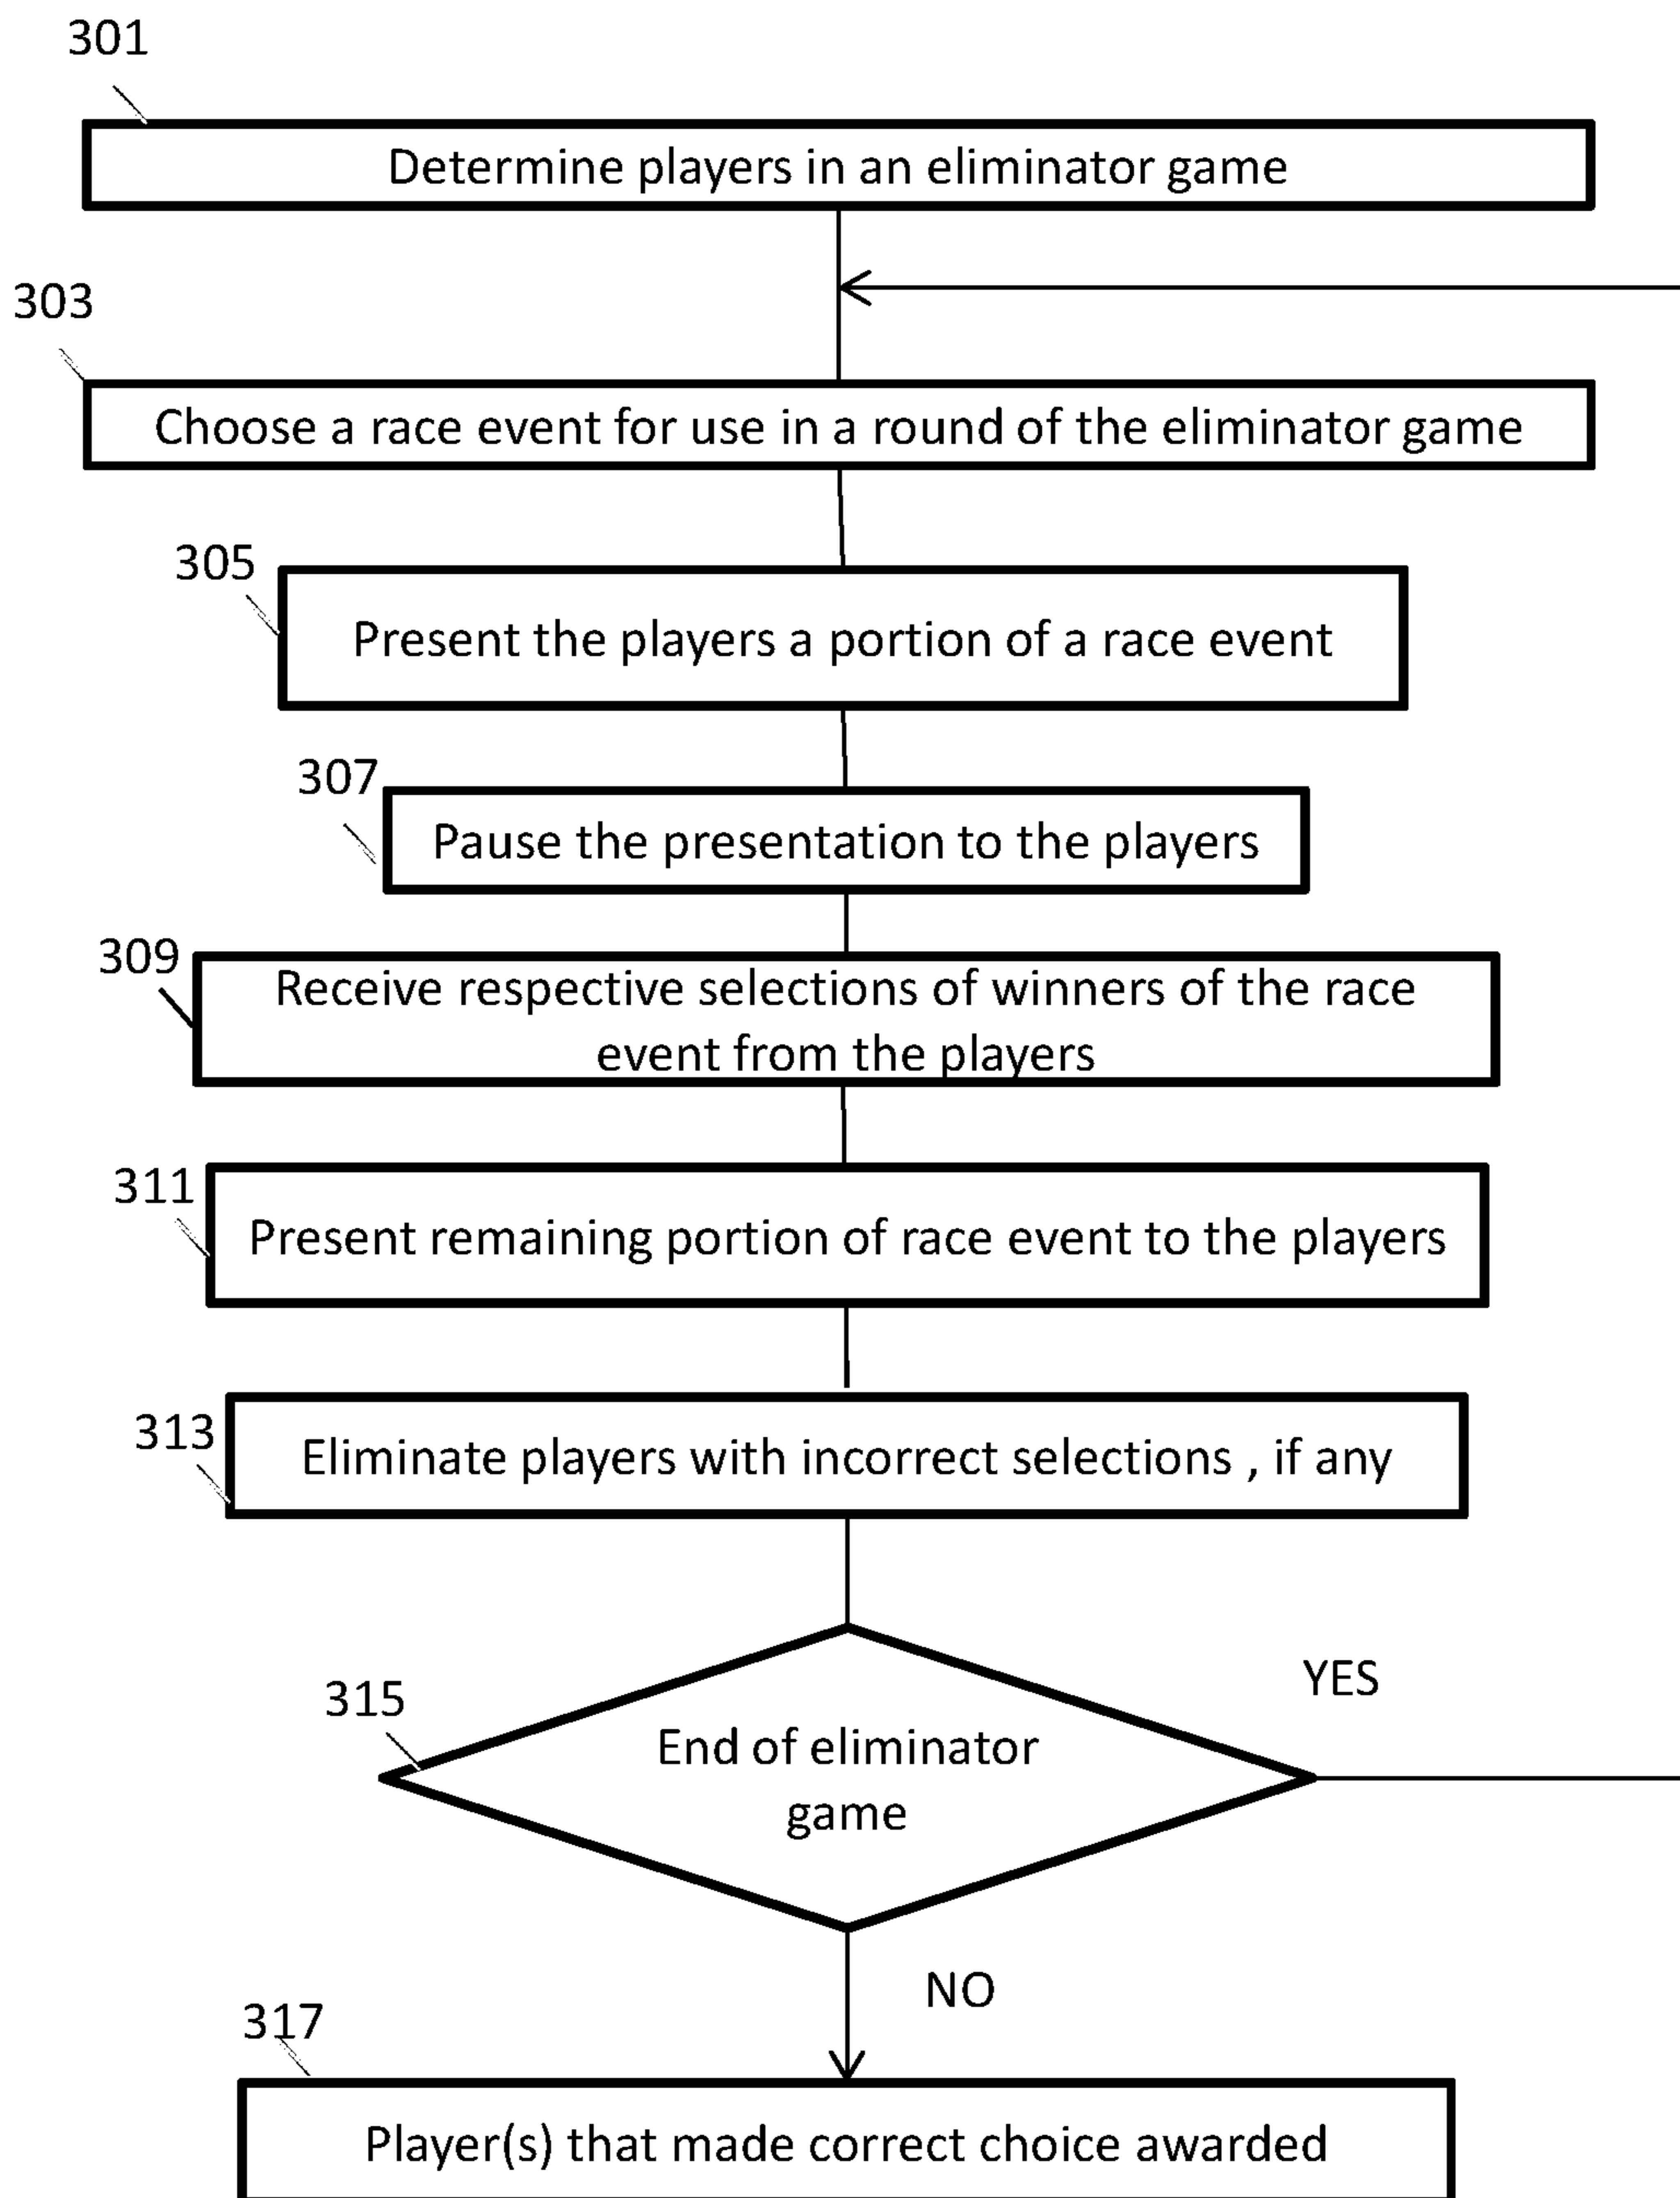 301
Determine players in an eliminator game
303
Choose a race event for use in a round of the eliminator game
305
Present the players a portion of a race event
307
Pause the presentation to the players
309
Receive respective selections of winners of the race
event from the players
311
Present remaining portion of race event to the players
313
Eliminate players with incorrect selections , if any
315
YES
End of eliminator
game
NO
317
Player(s) that made correct choice awarded